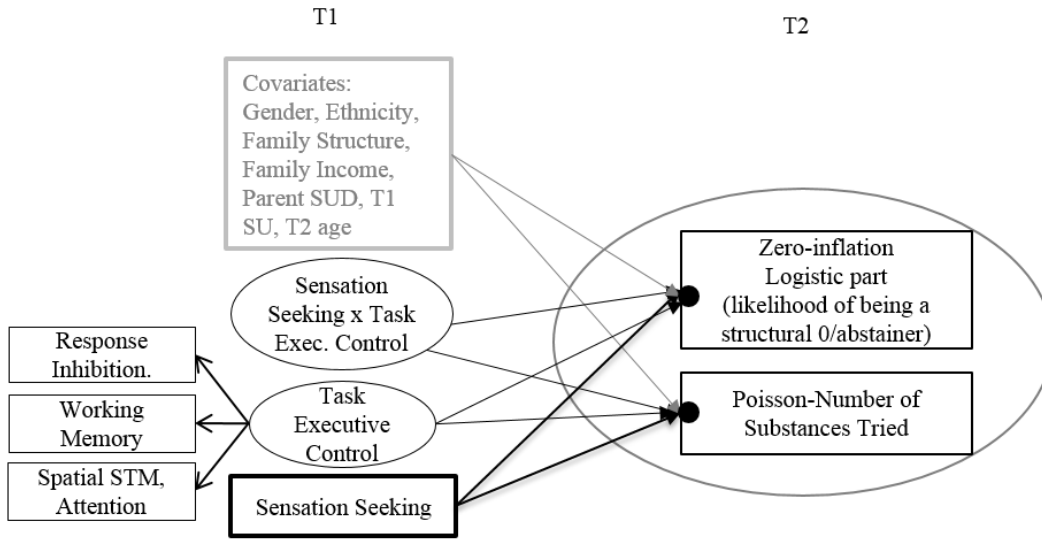 T1
T2
Covariates:
Gender, Ethnicity,
Family Structure,
Family Income,
Parent SUD, T1
SU, T2 age
Sensation
Seeking x Task
Exec. Control
Task
Executive
Control
Sensation Seeking
Response
Inhibition.
Working
Memory
Spatial STM,
Attention
Zero-inflation
Logistic part
(likelihood of being a
structural 0/abstainer)
Poisson-Number of
Substances Tried